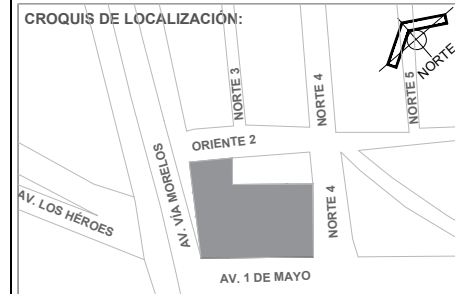 CROQUIS DE LOCALIZACIÓN:
NORTE
NORTE 3
NORTE 4
NORTE 5
ORIENTE 2
AV. VÍA MORELOS
AV. LOS HÉROES
NORTE 4
AV. 1 DE MAYO